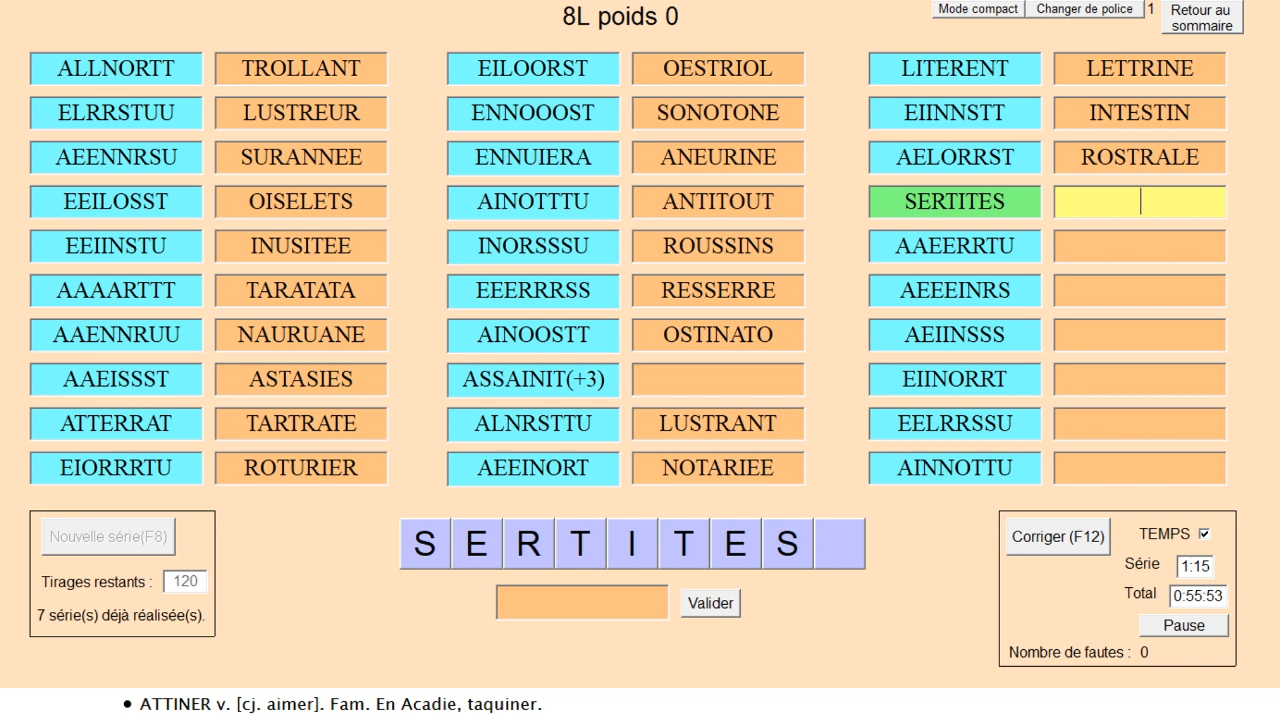 8L poids 0
Mode compact Changer de police 1 Retour au sommaire
ALLNORTT TROLLANT EILOORST OESTRIOL LITERENT LETTRINE
ELRRSTUU LUSTREUR ENNOOOST SONOTONE EIINNSTT INTESTIN
AEENNRSU SURANNEE ENNUIERA ANEURINE AELORRST ROSTRALE
EEILOSST OISELETS AINOTTTU ANTITOUT SERTITES
EEIINSTU INUSITEE INORSSSU ROUSSINS AAEERRTU
AAAARTTT TARATATA EEERRRSS RESSERRE AEEEINRS
AAENNRUU NAURUANE AINOOSTT OSTINATO AEIINSSS
AAEISSST ASTASIES ASSAINIT(+3) EIINORRT
ATTERRAT TARTRATE ALNRSTTU LUSTRANT EELRRSSU
EIORRRTU ROTURIER AEEINORT NOTARIEE AINNOTTU
Nouvelle série(F8)
Tirages restants : 120
7 série(s) déjà réalisée(s).
S E R T I T E S
Valider
Corriger (F12) TEMPS
Série 1:15
Total 0:55:53
Pause
Nombre de fautes : 0
• ATTINER v. [cj. aimer]. Fam. En Acadie, taquiner.